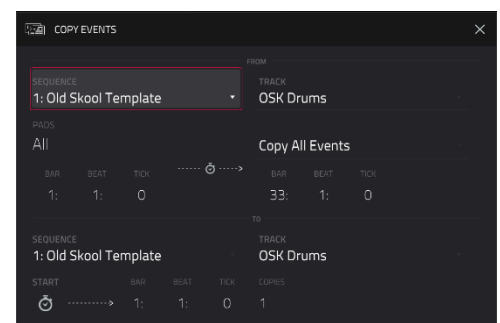 COPY EVENTS
FROM
SEQUENCE TRACK
1: Old Skool Template OSK Drums
PADS
All Copy All Events
BAR BEAT TICK BAR BEAT TICK
1: 1: 0 33: 1: 0
TO
SEQUENCE TRACK
1: Old Skool Template OSK Drums
START BAR BEAT TICK COPIES
1: 1: 0 1